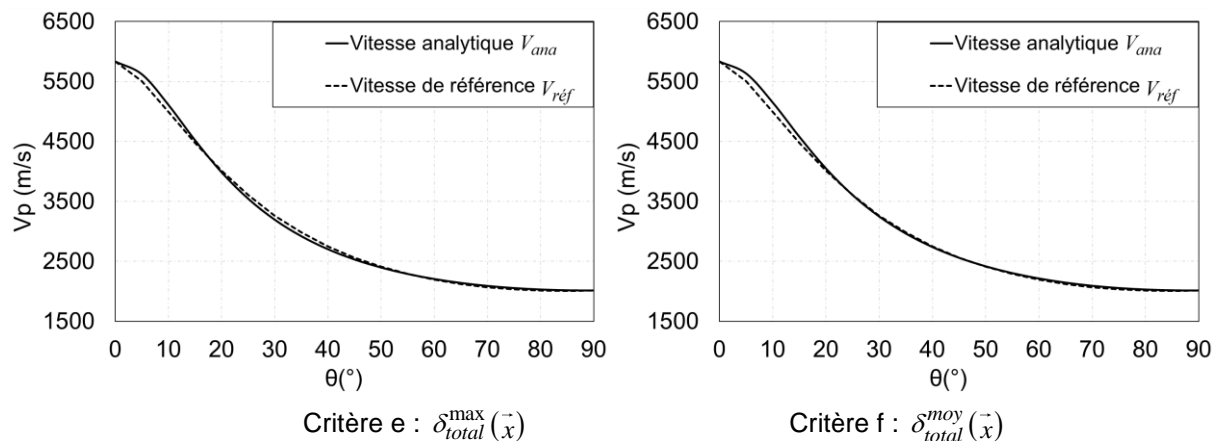 6500
5500
4500
3500
2500
1500
Vp (m/s)
Vitesse analytique V_ana
Vitesse de référence V_réf
0 10 20 30 40 50 60 70 80 90
θ(°)
Critère e : δ_total^max (x⃗)
6500
5500
4500
3500
2500
1500
Vp (m/s)
Vitesse analytique V_ana
Vitesse de référence V_réf
0 10 20 30 40 50 60 70 80 90
θ(°)
Critère f : δ_total^moy (x⃗)